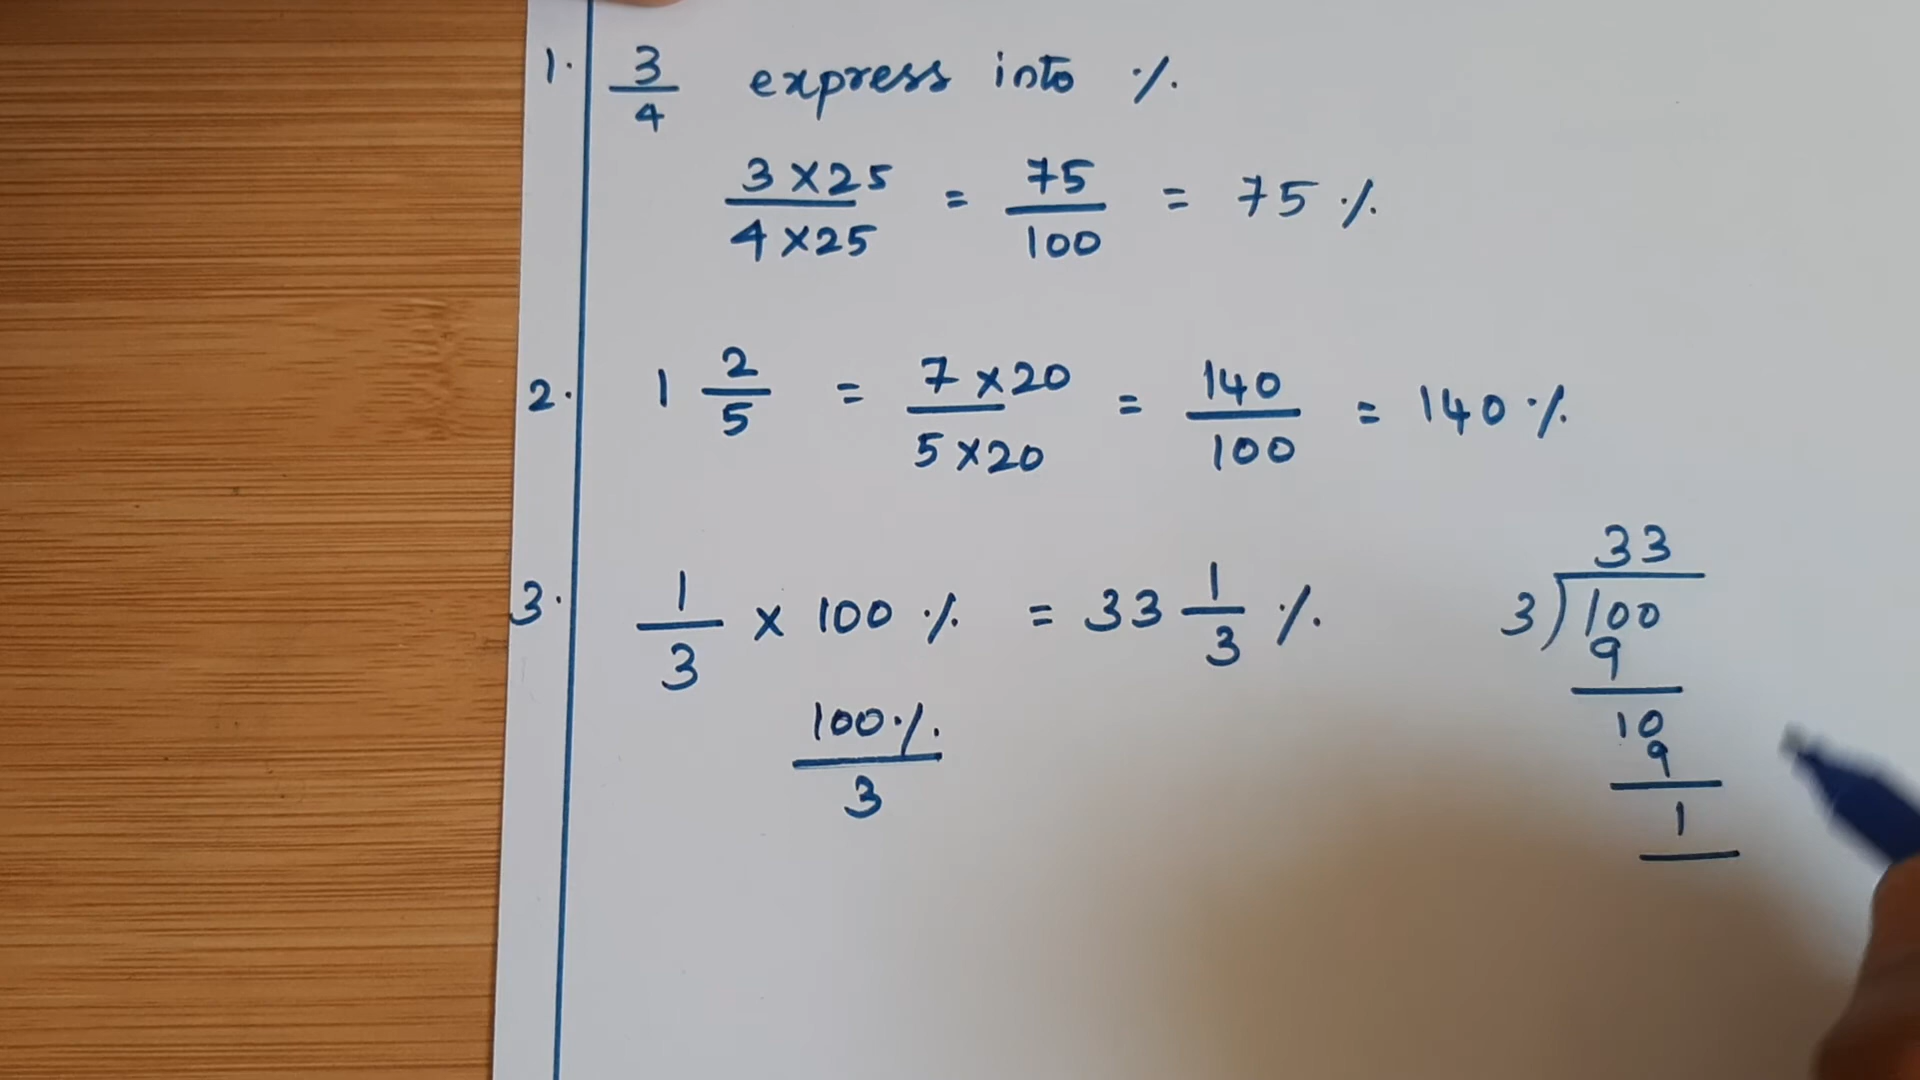 1. 3/4 express into %
3 × 25 / 4 × 25 = 75/100 = 75 %
2. 1 2/5 = 7 × 20 / 5 × 20 = 140/100 = 140 %
3. 1/3 × 100 % = 33 1/3 %
100 % / 3
33
3) 100
9
10
9
1